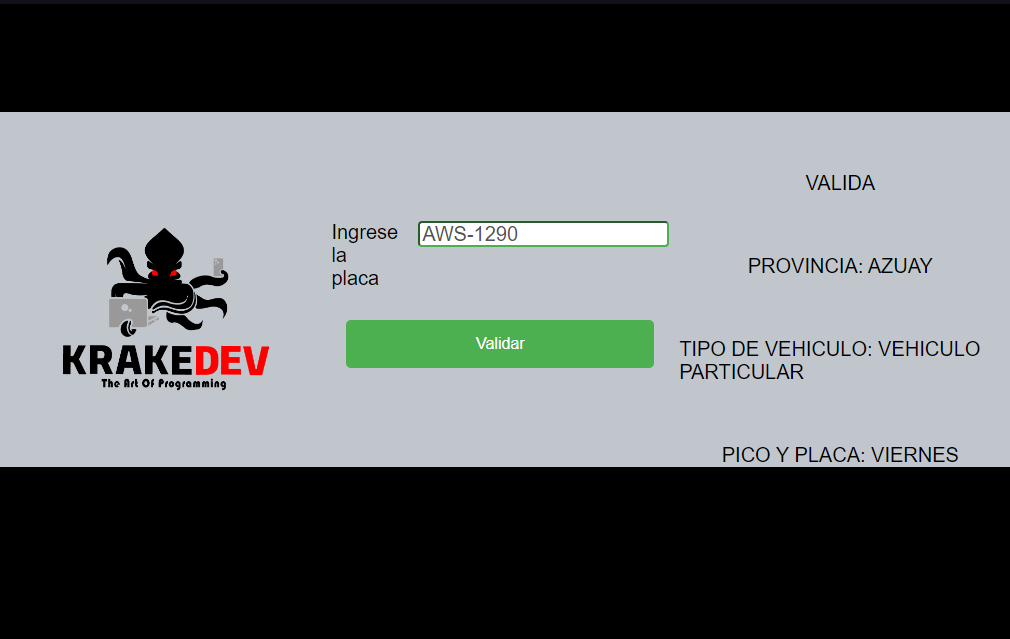 KRAKEDEV
The Art Of Programming
Ingrese
la
placa
AWS-1290
Validar
VALIDA
PROVINCIA: AZUAY
TIPO DE VEHICULO: VEHICULO
PARTICULAR
PICO Y PLACA: VIERNES